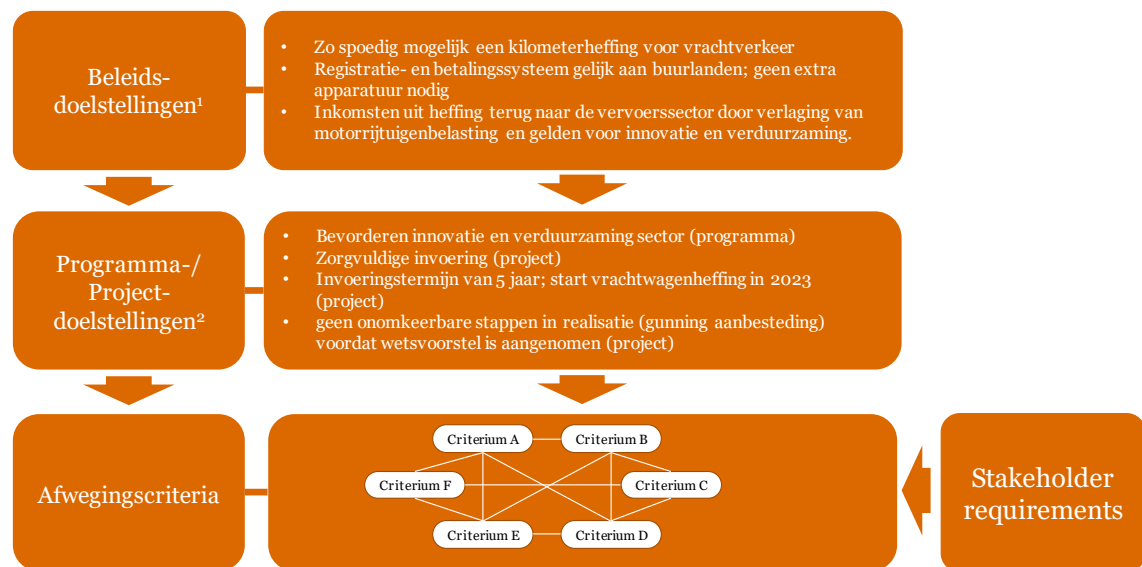 Beleids-
doelstellingen¹
• Zo spoedig mogelijk een kilometerheffing voor vrachtverkeer
• Registratie- en betalingssysteem gelijk aan buurlanden; geen extra
apparatuur nodig
• Inkomsten uit heffing terug naar de vervoerssector door verlaging van
motorrijtuigenbelasting en gelden voor innovatie en verduurzaming.
Programma-/
Project-
doelstellingen²
• Bevorderen innovatie en verduurzaming sector (programma)
• Zorgvuldige invoering (project)
• Invoeringstermijn van 5 jaar; start vrachtwagenheffing in 2023
(project)
• geen onomkeerbare stappen in realisatie (gunning aanbesteding)
voordat wetsvoorstel is aangenomen (project)
Afwegingscriteria
Criterium A
Criterium B
Criterium F
Criterium C
Criterium E
Criterium D
Stakeholder
requirements